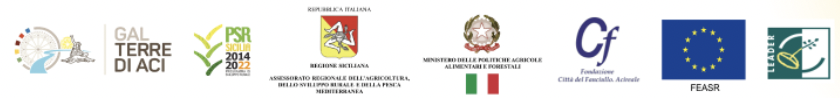 GAL
TERRE
DI ACI
PSR
SICILIA
2014
2022
REPUBBLICA ITALIANA
REGIONE SICILIANA
ASSESSORATO REGIONALE DELL'AGRICOLTURA,
DELLO SVILUPPO RURALE E DELLA PESCA
MEDITERRANEA
MINISTERO DELLE POLITICHE AGRICOLE
ALIMENTARI E FORESTALI
Cf
Fondazione
Città del Fanciullo. Acireale
FEASR
LEADER